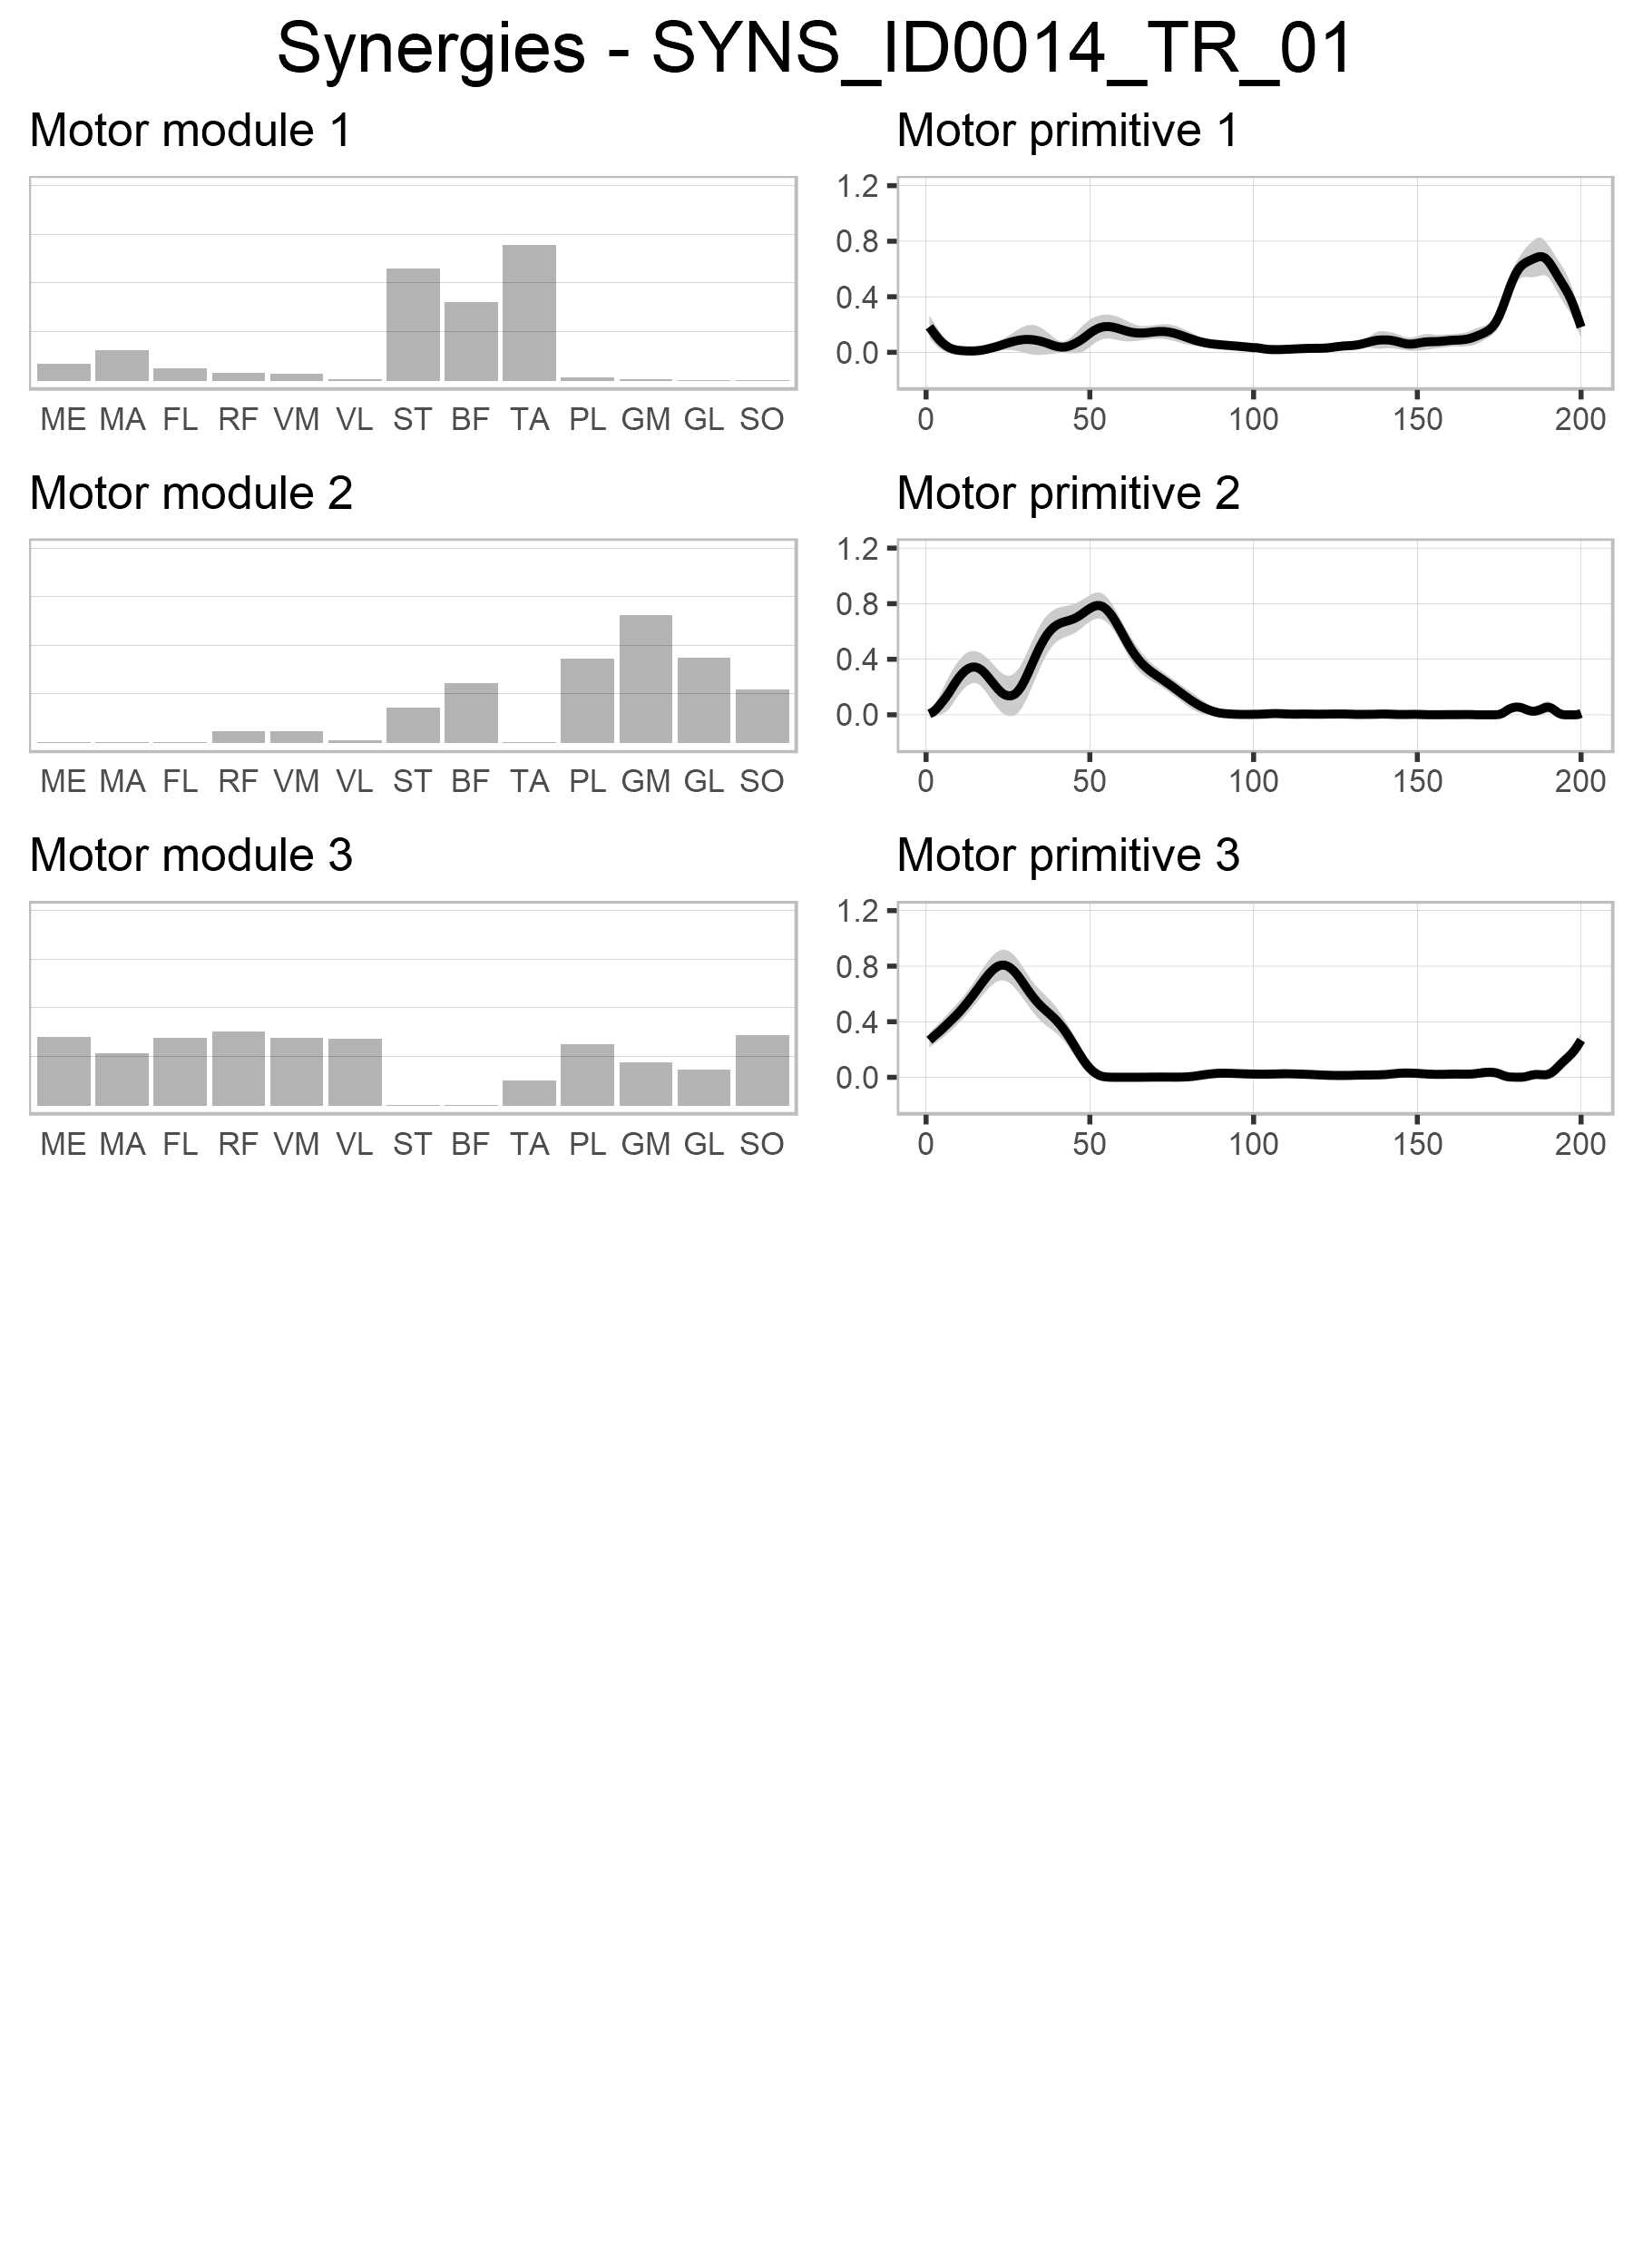 Synergies - SYNS_ID0014_TR_01
Motor module 1
Motor primitive 1
1.2
0.8
0.4
0.0
ME MA FL RF VM VL ST BF TA PL GM GL SO
0 50 100 150 200
Motor module 2
Motor primitive 2
1.2
0.8
0.4
0.0
ME MA FL RF VM VL ST BF TA PL GM GL SO
0 50 100 150 200
Motor module 3
Motor primitive 3
1.2
0.8
0.4
0.0
ME MA FL RF VM VL ST BF TA PL GM GL SO
0 50 100 150 200